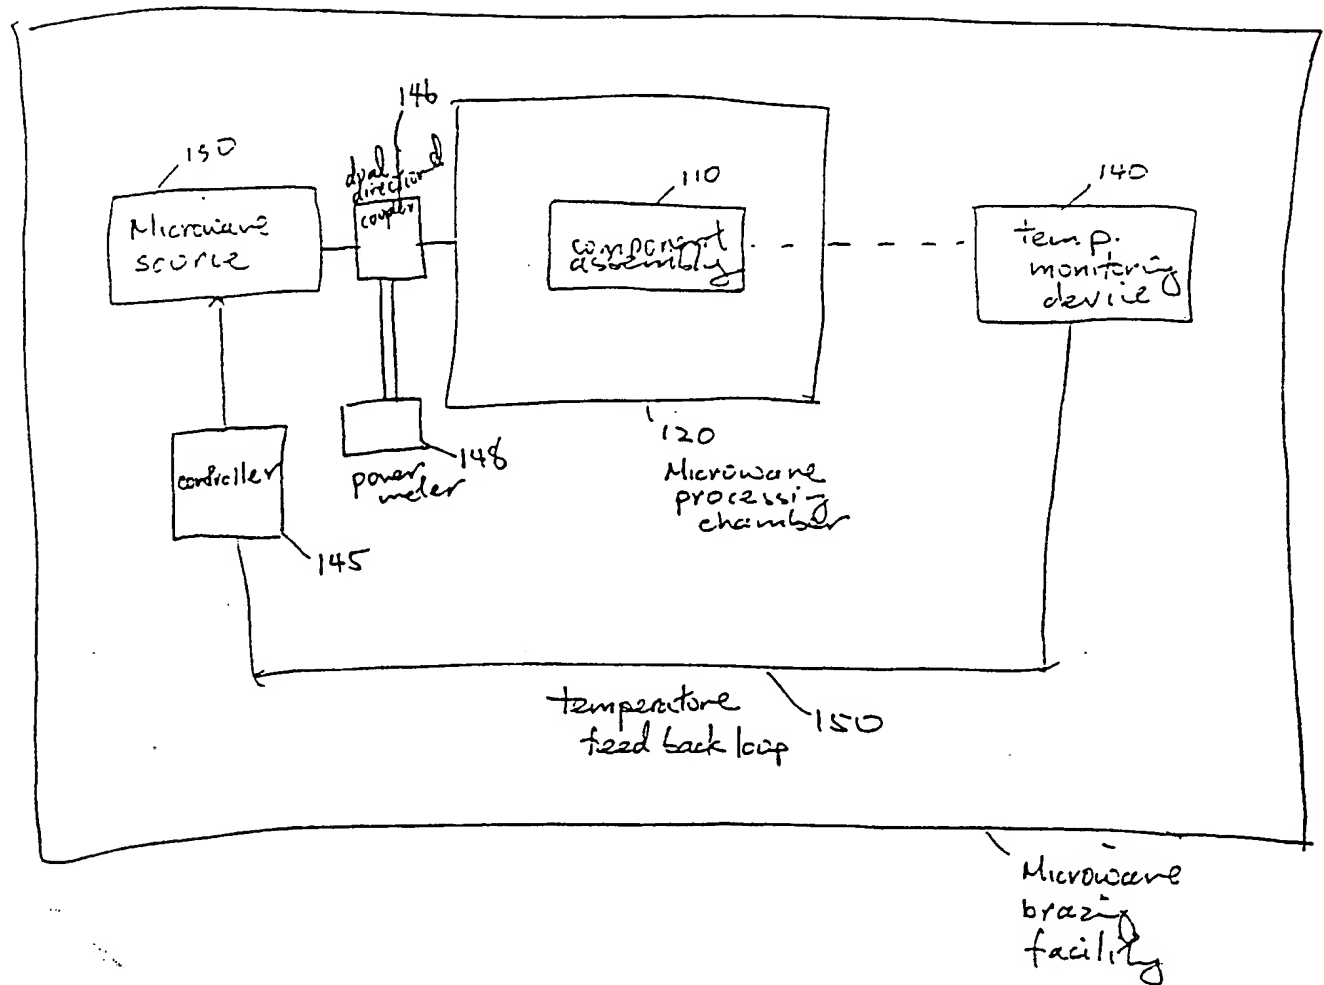 146
dual
directional
coupler
110
140
Microwave
source
component
assembly
temp.
monitoring
device
controller
148
power
meter
120
Microwave
processing
chamber
145
temperature
feed back loop
150
Microwave
brazing
facility